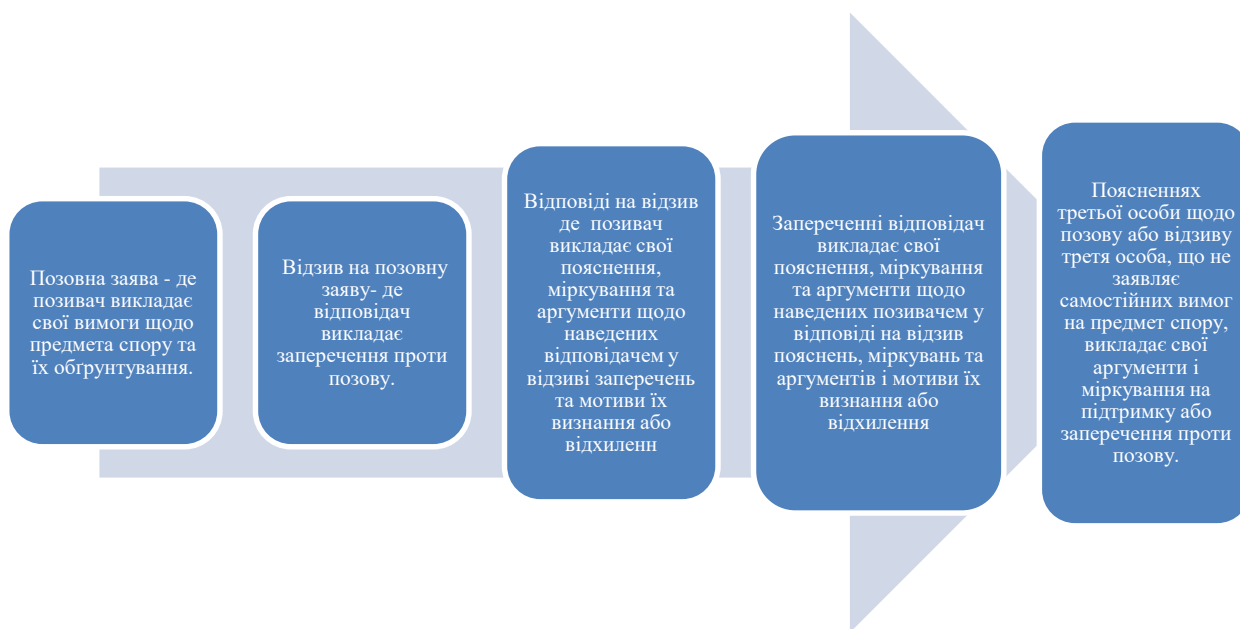 Позовна заява - де
позивач викладає
свої вимоги щодо
предмета спору та
їх обґрунтування.
Відзив на позовну
заяву- де
відповідач
викладає
заперечення проти
позову.
Відповіді на відзив
де позивач
викладає свої
пояснення,
міркування та
аргументи щодо
наведених
відповідачем у
відзиві заперечень
та мотиви їх
визнання або
відхиленн
Запереченні відповідач
викладає свої
пояснення, міркування
та аргументи щодо
наведених позивачем у
відповіді на відзив
пояснень, міркувань та
аргументів і мотиви їх
визнання або
відхилення
Поясненнях
третьої особи щодо
позову або відзиву
третя особа, що не
заявляє
самостійних вимог
на предмет спору,
викладає свої
аргументи і
міркування на
підтримку або
заперечення проти
позову.